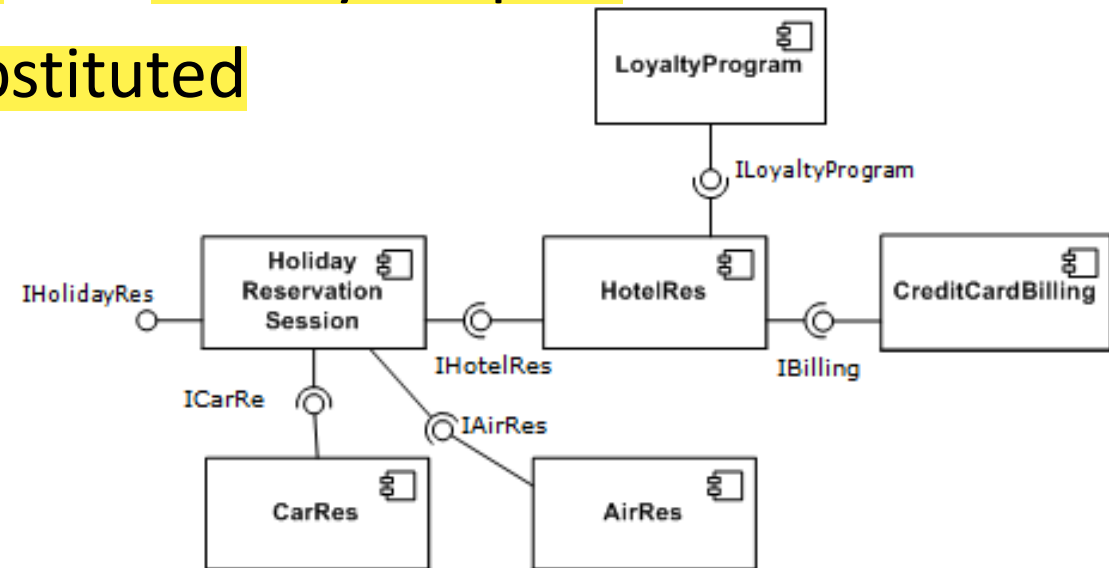 ostituted
LoyaltyProgram
ILoyaltyProgram
IHolidayRes
Holiday
Reservation
Session
HotelRes
CreditCardBilling
IHotelRes
IBilling
ICarRe
IAirRes
CarRes
AirRes